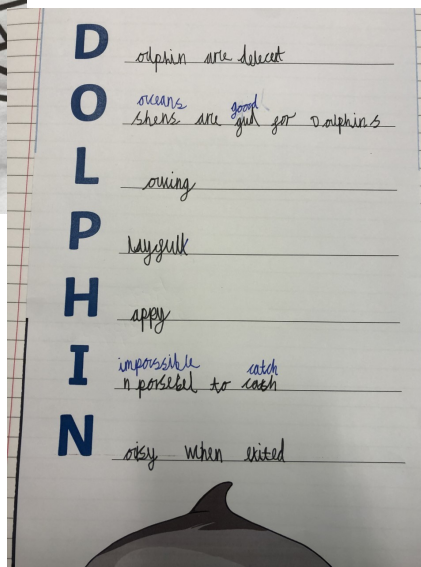 D olphin are delecat
oceans good
O shens are gud for Dolphins
L oving
P laygull
H appy
impossible catch
I n porsebel to cash
N oisy when exited